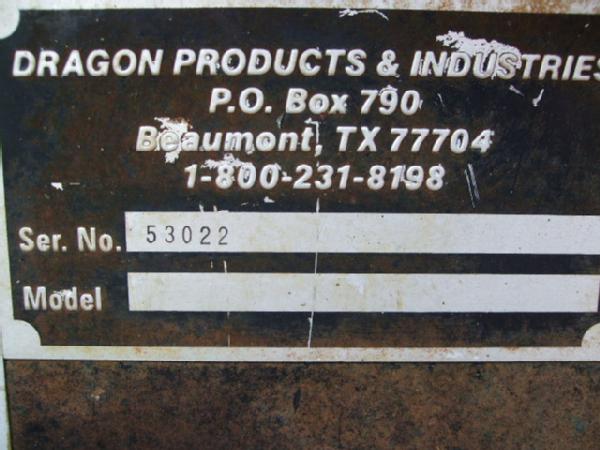 DRAGON PRODUCTS & INDUSTRIES
P.O. Box 790
Beaumont, TX 77704
1-800-231-8198
Ser. No. 53022
Model